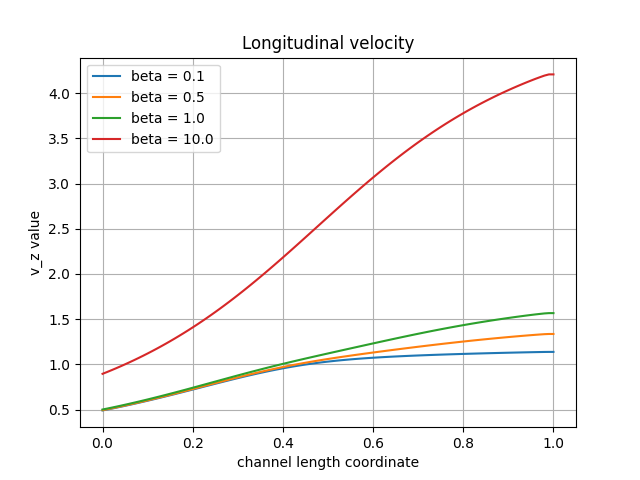 Longitudinal velocity
beta = 0.1
beta = 0.5
beta = 1.0
beta = 10.0
v_z value
4.0
3.5
3.0
2.5
2.0
1.5
1.0
0.5
0.0 0.2 0.4 0.6 0.8 1.0
channel length coordinate